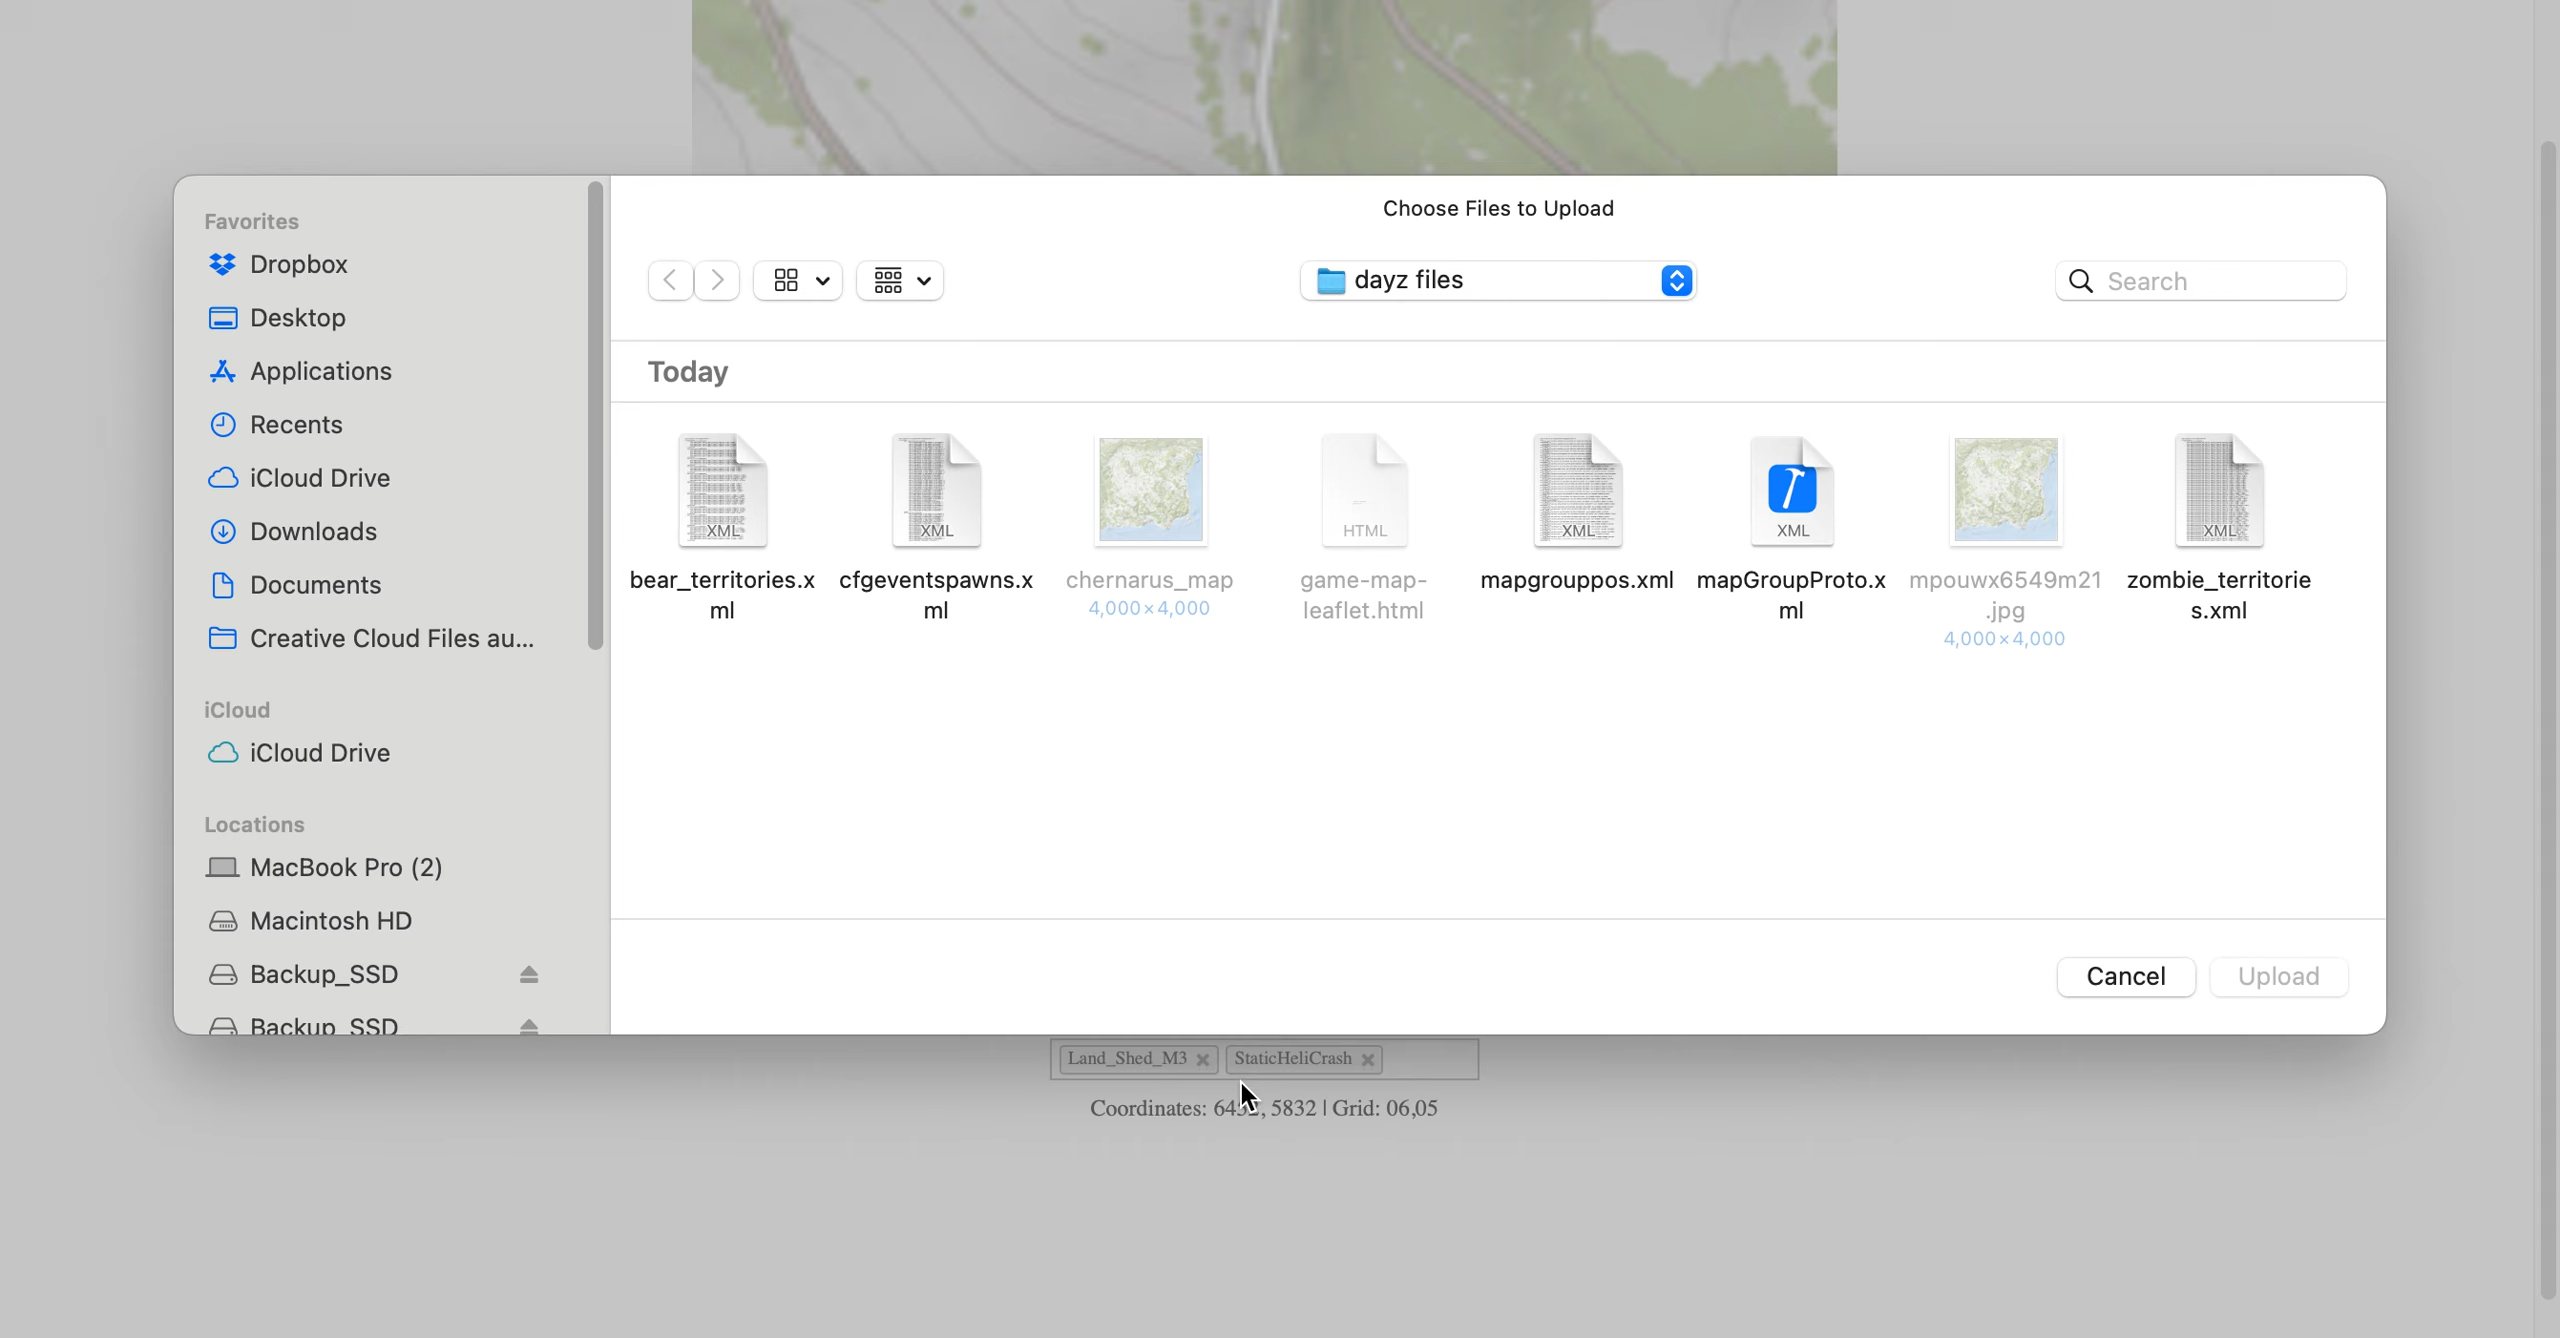 Choose Files to Upload
Favorites
Dropbox
Desktop
Applications
Recents
iCloud Drive
Downloads
Documents
Creative Cloud Files au...
iCloud
iCloud Drive
Locations
MacBook Pro (2)
Macintosh HD
Backup_SSD
Backup_SSD
dayz files
Search
Today
XML
bear_territories.x
ml
XML
cfgeventspawns.x
ml
chernarus_map
4,000×4,000
HTML
game-map-
leaflet.html
XML
mapgrouppos.xml
XML
mapGroupProto.x
ml
mpouwx6549m21
.jpg
4,000×4,000
XML
zombie_territorie
s.xml
Cancel
Upload
Land_Shed_M3
StaticHeliCrash
Coordinates: , 5832 | Grid: 06,05